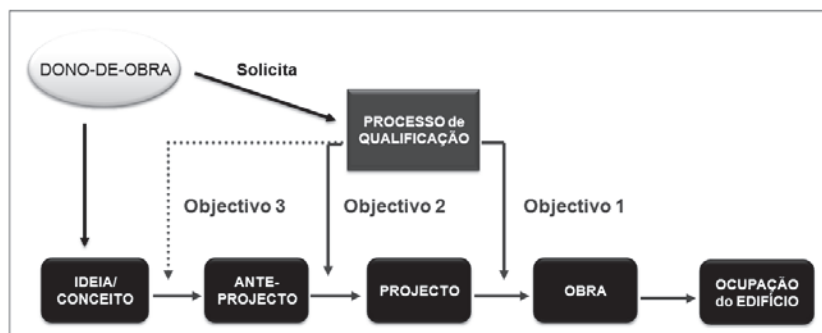 DONO-DE-OBRA
Solicita
PROCESSO de
QUALIFICAÇÃO
Objectivo 3
Objectivo 2
Objectivo 1
IDEIA/
CONCEITO
ANTE-
PROJECTO
PROJECTO
OBRA
OCUPAÇÃO
do EDIFÍCIO